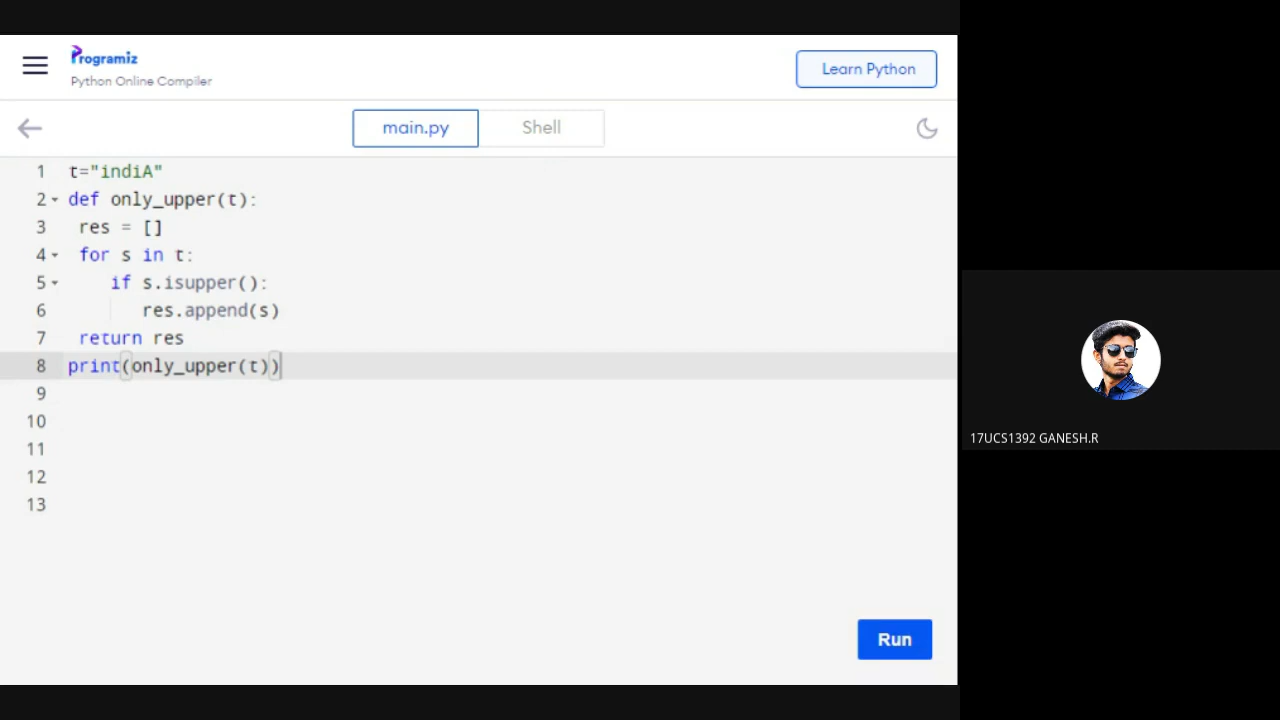 Programiz
Python Online Compiler
Learn Python
main.py
Shell
1 t="indiA"
2 def only_upper(t):
3  res = []
4  for s in t:
5     if s.isupper():
6        res.append(s)
7  return res
8 print(only_upper(t))
9
10
11
12
13
Run
17UCS1392 GANESH.R